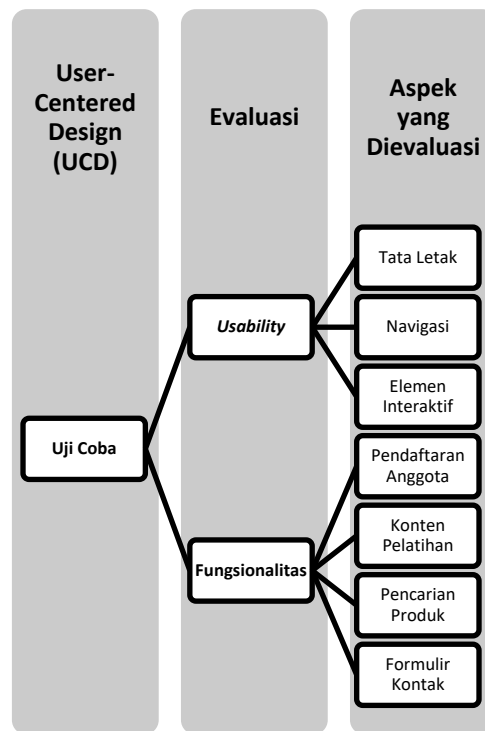 User-
Centered
Design
(UCD)
Evaluasi
Aspek
yang
Dievaluasi
Uji Coba
Usability
Fungsionalitas
Tata Letak
Navigasi
Elemen
Interaktif
Pendaftaran
Anggota
Konten
Pelatihan
Pencarian
Produk
Formulir
Kontak